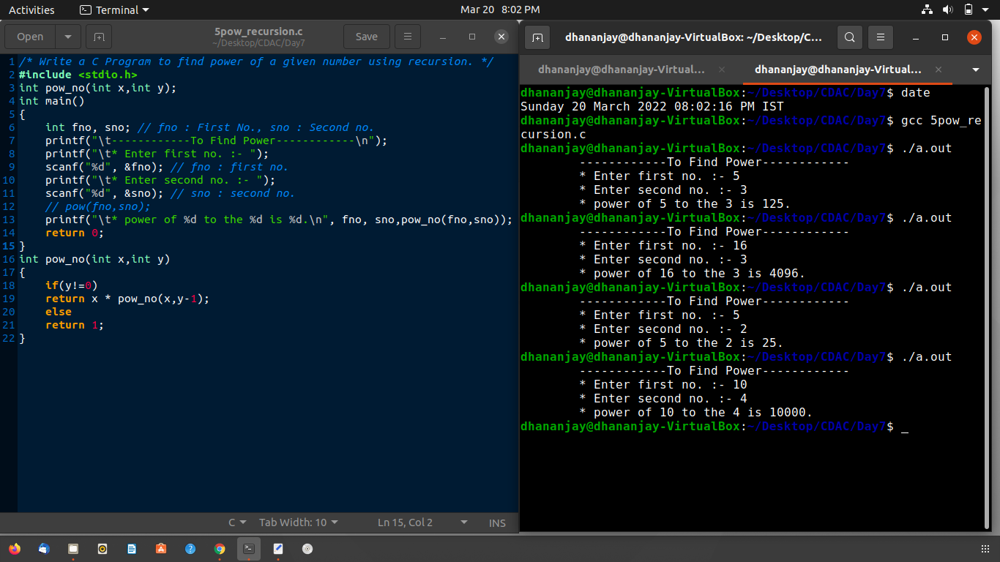 Activities
Terminal
Mar 20 8:02 PM
Open
5pow_recursion.c
~/Desktop/CDAC/Day7
Save
1 /* Write a C Program to find power of a given number using recursion. */
2 #include <stdio.h>
3 int pow_no(int x,int y);
4 int main()
5 {
6     int fno, sno; // fno : First No., sno : Second no.
7     printf("\t------------To Find Power------------\n");
8     printf("\t* Enter first no. :- ");
9     scanf("%d", &fno); // fno : first no.
10     printf("\t* Enter second no. :- ");
11     scanf("%d", &sno); // sno : second no.
12     // pow(fno,sno);
13     printf("\t* power of %d to the %d is %d.\n", fno, sno,pow_no(fno,sno));
14     return 0;
15 }
16 int pow_no(int x,int y)
17 {
18     if(y!=0)
19     return x * pow_no(x,y-1);
20     else
21     return 1;
22 }
C
Tab Width: 10
Ln 15, Col 2
INS
dhananjay@dhananjay-VirtualBox: ~/Desktop/C...
dhananjay@dhananjay-Virtual...
dhananjay@dhananjay-Virtual...
dhananjay@dhananjay-VirtualBox:~/Desktop/CDAC/Day7$ date
Sunday 20 March 2022 08:02:16 PM IST
dhananjay@dhananjay-VirtualBox:~/Desktop/CDAC/Day7$ gcc 5pow_re
cursion.c
dhananjay@dhananjay-VirtualBox:~/Desktop/CDAC/Day7$ ./a.out
        ------------To Find Power------------
        * Enter first no. :- 5
        * Enter second no. :- 3
        * power of 5 to the 3 is 125.
dhananjay@dhananjay-VirtualBox:~/Desktop/CDAC/Day7$ ./a.out
        ------------To Find Power------------
        * Enter first no. :- 16
        * Enter second no. :- 3
        * power of 16 to the 3 is 4096.
dhananjay@dhananjay-VirtualBox:~/Desktop/CDAC/Day7$ ./a.out
        ------------To Find Power------------
        * Enter first no. :- 5
        * Enter second no. :- 2
        * power of 5 to the 2 is 25.
dhananjay@dhananjay-VirtualBox:~/Desktop/CDAC/Day7$ ./a.out
        ------------To Find Power------------
        * Enter first no. :- 10
        * Enter second no. :- 4
        * power of 10 to the 4 is 10000.
dhananjay@dhananjay-VirtualBox:~/Desktop/CDAC/Day7$ _